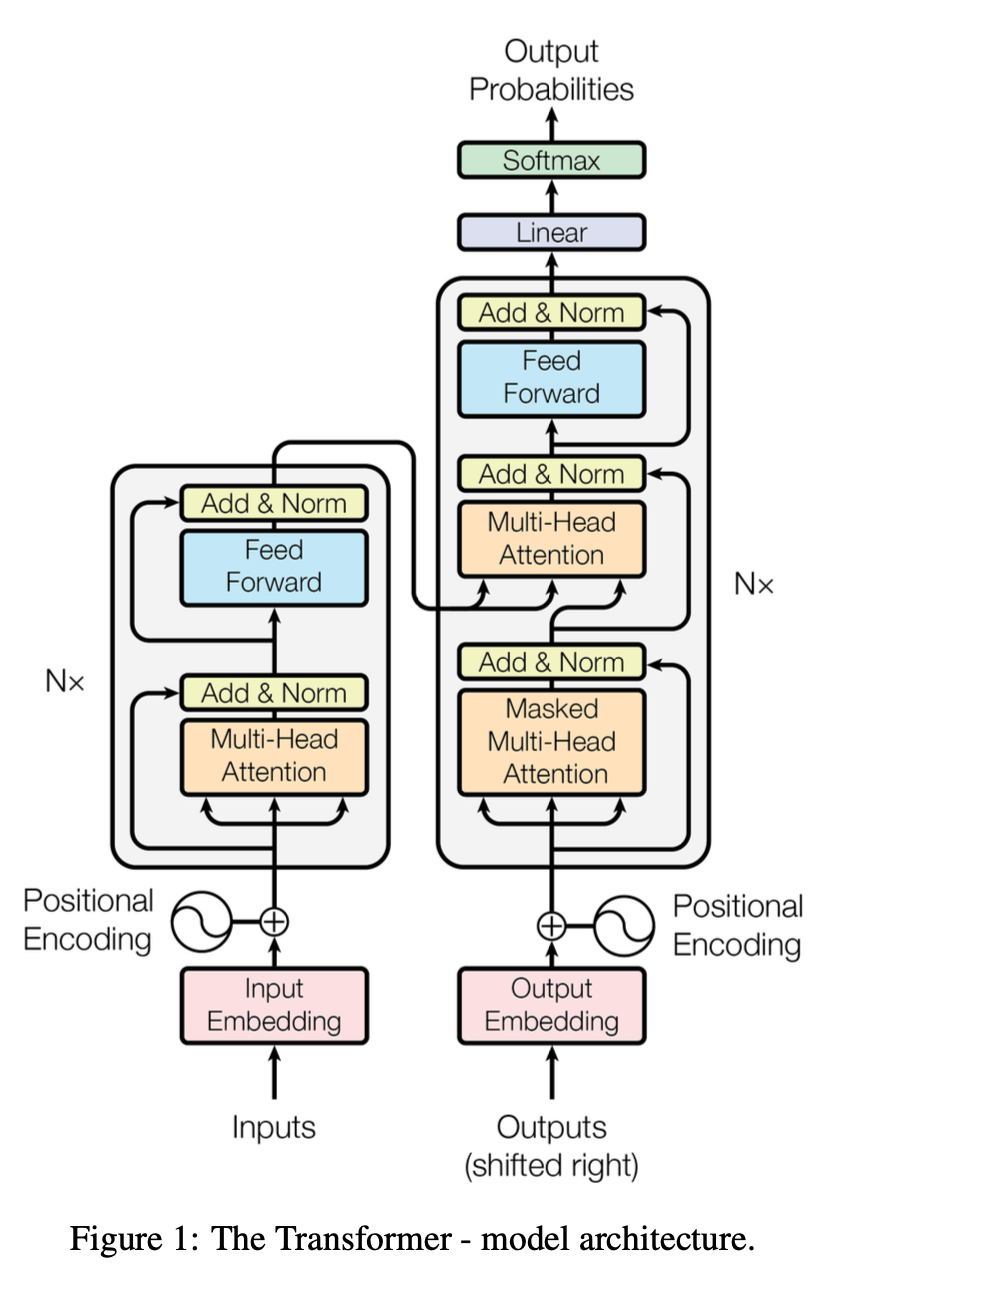 Output
Probabilities
Softmax
Linear
Add & Norm
Feed
Forward
Add & Norm
Multi-Head
Attention
Nx
Add & Norm
Masked
Multi-Head
Attention
Add & Norm
Feed
Forward
Nx
Add & Norm
Multi-Head
Attention
Positional
Encoding
Positional
Encoding
Input
Embedding
Output
Embedding
Inputs
Outputs
(shifted right)
Figure 1: The Transformer - model architecture.